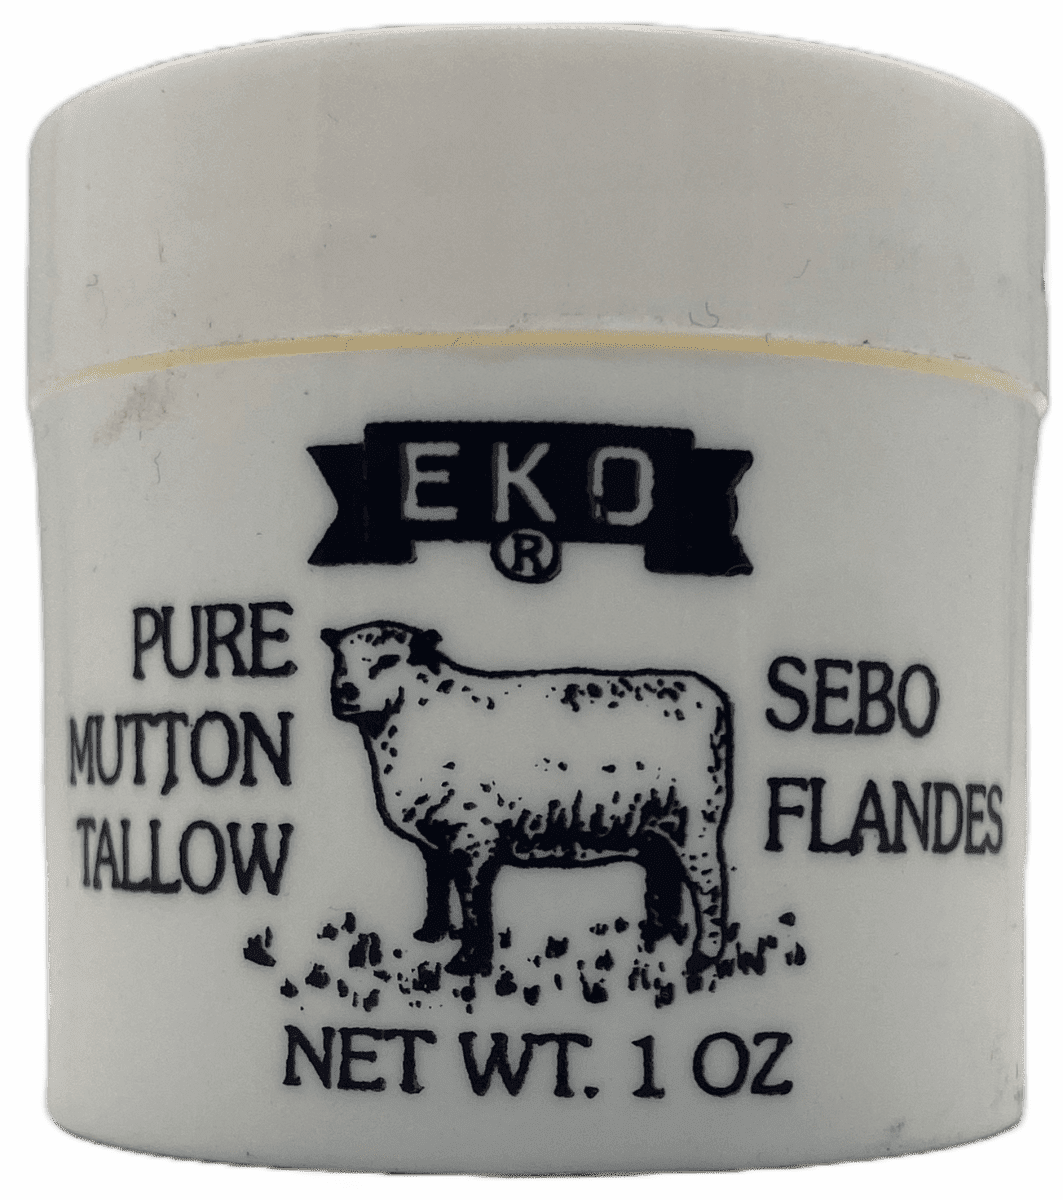 EKO
®
PURE
MUTTON
TALLOW
SEBO
FLANDES
NET WT. 1 OZ